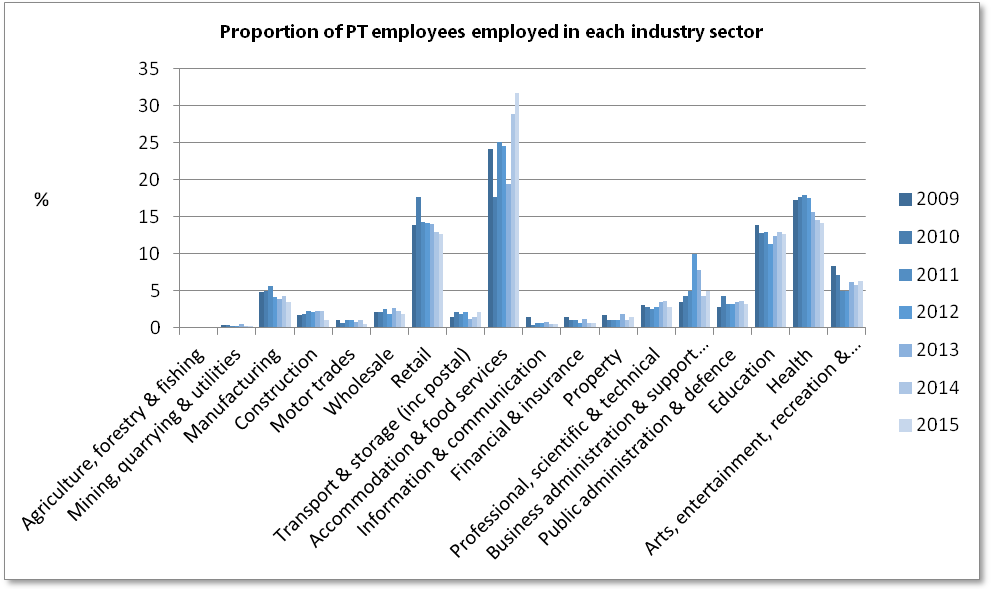 Proportion of PT employees employed in each industry sector
35
30
25
20
15
10
5
0
%
Agriculture, forestry & fishing
Mining, quarrying & utilities
Manufacturing
Construction
Motor trades
Wholesale
Retail
Transport & storage (inc postal)
Accommodation & food services
Information & communication
Financial & insurance
Property
Professional, scientific & technical
Business administration & support...
Public administration & defence
Education
Health
Arts, entertainment, recreation &...
2009
2010
2011
2012
2013
2014
2015